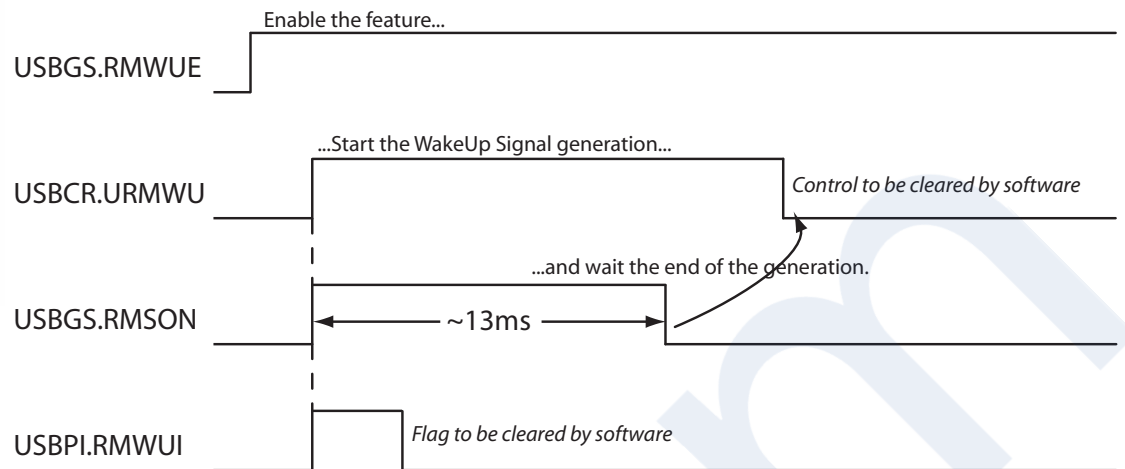 Enable the feature...
USBGS.RMWUE
...Start the WakeUp Signal generation...
USBCR.URMWU
Control to be cleared by software
...and wait the end of the generation.
USBGS.RMSON
~13ms
USBPI.RMWUI
Flag to be cleared by software